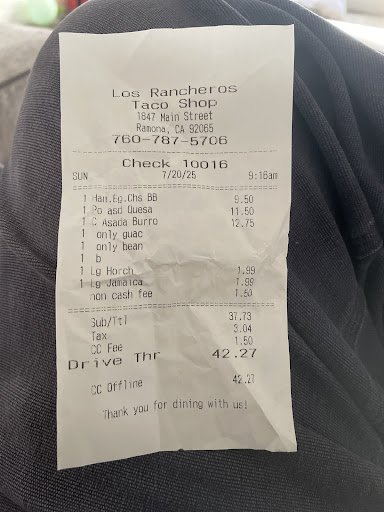 Los Rancheros
Taco Shop
1847 Main Street
Ramona, CA 92065
760-787-5706
Check 10016
SUN 7/20/25 9:16am
1 Ham,Eg,Chs BB 9.50
1 Po asd Quesa 11.50
1 C Asada Burro 12.75
1 only guac
1 only bean
1 b
1 Lg Horch 1.99
1 Lg Jamaica 1.99
non cash fee 1.50
Sub/Ttl 37.73
Tax 3.04
CC Fee 1.50
Drive Thr 42.27
CC Offline 42.27
Thank you for dining with us!